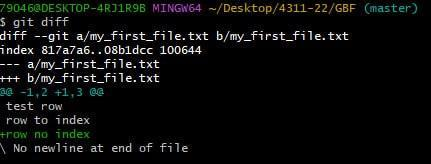 79046@DESKTOP-4RJ1R9B MINGW64 ~/Desktop/4311-22/GBF (master)
$ git diff
diff --git a/my_first_file.txt b/my_first_file.txt
index 817a7a6..08b1dcc 100644
--- a/my_first_file.txt
+++ b/my_first_file.txt
@@ -1,2 +1,3 @@
 test row
 row to index
+row no index
\ No newline at end of file